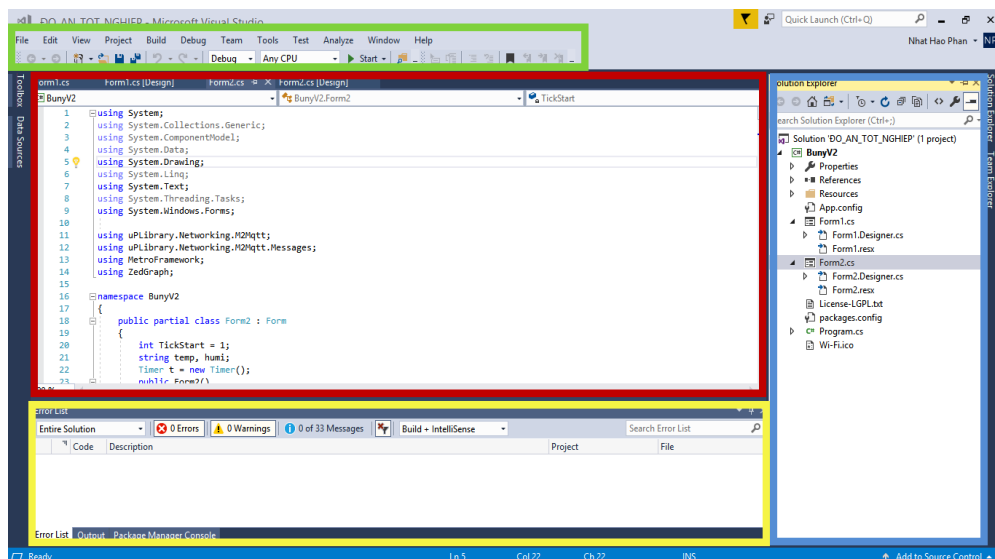 ĐO_AN_TOT_NGHIEP - Microsoft Visual Studio
Quick Launch (Ctrl+Q)
File Edit View Project Build Debug Team Tools Test Analyze Window Help
Nhat Hao Phan
Debug Any CPU Start
Toolbox
Data Sources
orm1.cs Form1.cs [Design] Form2.cs Form2.cs [Design]
BunyV2 BunyV2.Form2 TickStart
1 using System;
2 using System.Collections.Generic;
3 using System.ComponentModel;
4 using System.Data;
5 using System.Drawing;
6 using System.Linq;
7 using System.Text;
8 using System.Threading.Tasks;
9 using System.Windows.Forms;
10
11 using uPLibrary.Networking.M2Mqtt;
12 using uPLibrary.Networking.M2Mqtt.Messages;
13 using MetroFramework;
14 using ZedGraph;
15
16 namespace BunyV2
17 {
18 public partial class Form2 : Form
19 {
20 int TickStart = 1;
21 string temp, humi;
22 Timer t = new Timer();
23 public Form2()
Error List
Entire Solution 0 Errors 0 Warnings 0 of 33 Messages Build + IntelliSense Search Error List
Code Description Project File
Error List Output Package Manager Console
olution Explorer
earch Solution Explorer (Ctrl+;)
Solution 'ĐO_AN_TOT_NGHIEP' (1 project)
C# BunyV2
Properties
References
Resources
App.config
Form1.cs
Form1.Designer.cs
Form1.resx
Form2.cs
Form2.Designer.cs
Form2.resx
License-LGPL.txt
packages.config
C# Program.cs
Wi-Fi.ico
Solution Explorer
Team Explorer
Ready Ln 5 Col 22 Ch 22 INS Add to Source Control